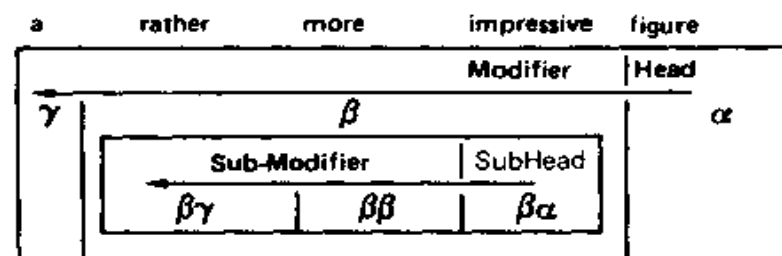 a rather more impressive figure
Modifier Head
γ β α
Sub-Modifier SubHead
βγ ββ βα